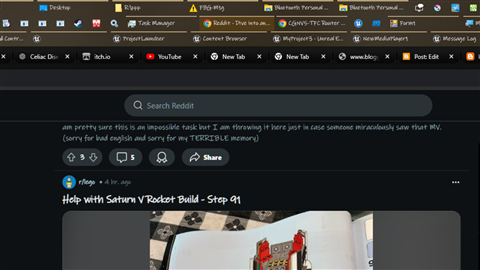 Desktop
Ripop
FBG-Mtg
Bluetooth Personal ...
Bluetooth Personal ...
Task Manager
Reddit - Dive into an...
CGNVS-TFC Router ...
Form1
ProjectLauncher
Content Browser
MyProject3 - Unreal E...
NewMediaPlayer1
Message Log
Celiac Dis
itch.io
YouTube
New Tab
New Tab
www.blog
Post: Edit
Search Reddit
am pretty sure this is an impossible task but I am throwing it here just in case someone miraculously saw that MV.
(sorry for bad english and sorry for my TERRIBLE memory)
3
5
Share
r/lego • 4 hr. ago
Help with Saturn V Rocket Build - Step 91